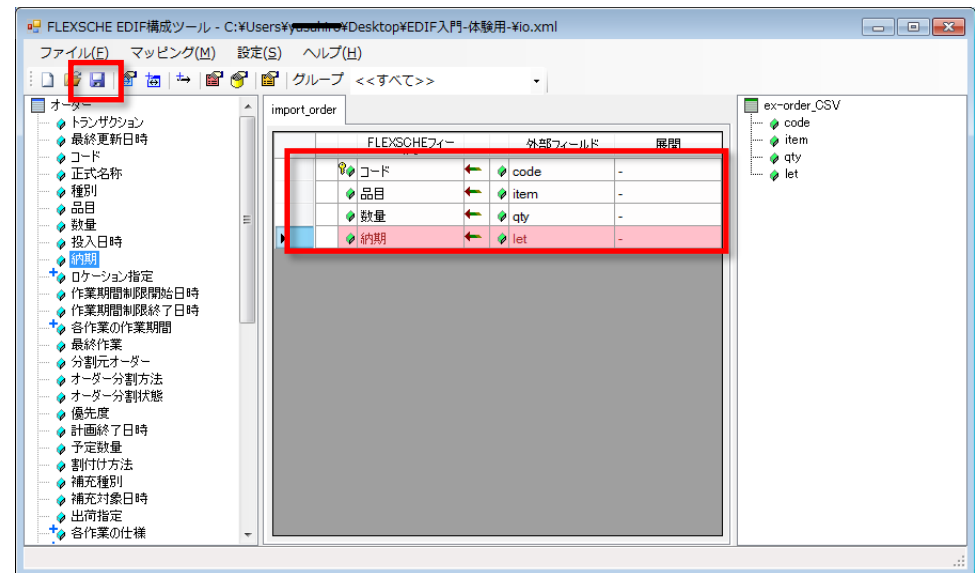 FLEXSCHE EDIF構成ツール - C:¥Users¥ ¥Desktop¥EDIF入門-体験用-¥io.xml
ファイル(F) マッピング(M) 設定(S) ヘルプ(H)
グループ <<すべて>>
オーダー
トランザクション
最終更新日時
コード
正式名称
種別
品目
数量
投入日時
納期
ロケーション指定
作業期間制限開始日時
作業期間制限終了日時
各作業の作業期間
最終作業
分割元オーダー
オーダー分割方法
オーダー分割状態
優先度
計画終了日時
予定数量
割付け方法
補充種別
補充対象日時
出荷指定
各作業の仕様
import_order
FLEXSCHEフィー 外部フィールド 展開
コード code -
品目 item -
数量 qty -
納期 let -
ex-order_CSV
code
item
qty
let